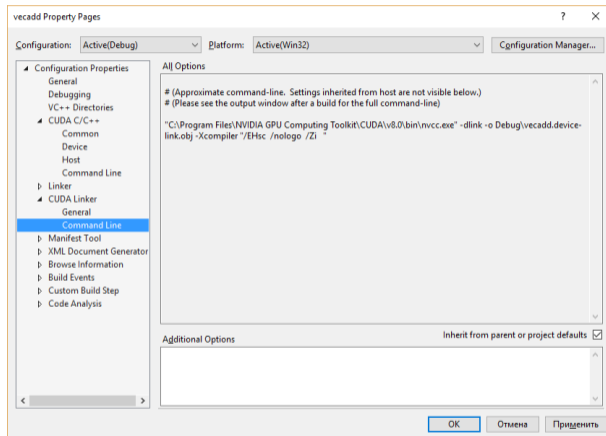 vecadd Property Pages
? ×
Configuration: Active(Debug) Platform: Active(Win32) Configuration Manager...
Configuration Properties
General
Debugging
VC++ Directories
CUDA C/C++
Common
Device
Host
Command Line
Linker
CUDA Linker
General
Command Line
Manifest Tool
XML Document Generator
Browse Information
Build Events
Custom Build Step
Code Analysis
All Options
# (Approximate command-line. Settings inherited from host are not visible below.)
# (Please see the output window after a build for the full command-line)
"C:\Program Files\NVIDIA GPU Computing Toolkit\CUDA\v8.0\bin\nvcc.exe" -dlink -o Debug\vecadd.device-
link.obj -Xcompiler "/EHsc /nologo /Zi "
Additional Options
Inherit from parent or project defaults
OK Отмена Применить